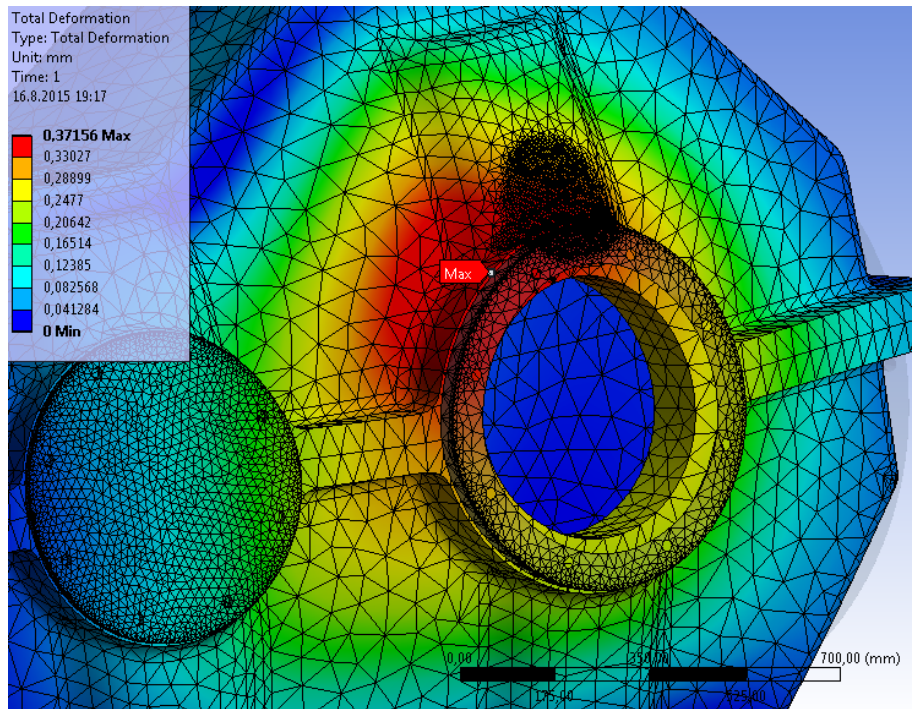 Total Deformation
Type: Total Deformation
Unit: mm
Time: 1
16.8.2015 19:17
0,37156 Max
0,33027
0,28899
0,2477
0,20642
0,16514
0,12385
0,082568
0,041284
0 Min
Max
0,00 350,00 700,00 (mm)
175,00 525,00